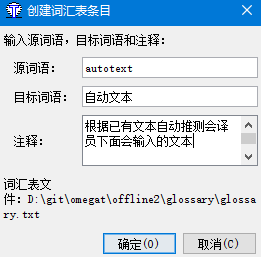 创建词汇表条目
输入源词语，目标词语和注释：
源词语： autotext
目标词语： 自动文本
注释： 根据已有文本自动推测会译
员下面会输入的文本
词汇表文
件：D:\git\omegat\offline2\glossary\glossa
ry.txt
确定(O) 取消(C)